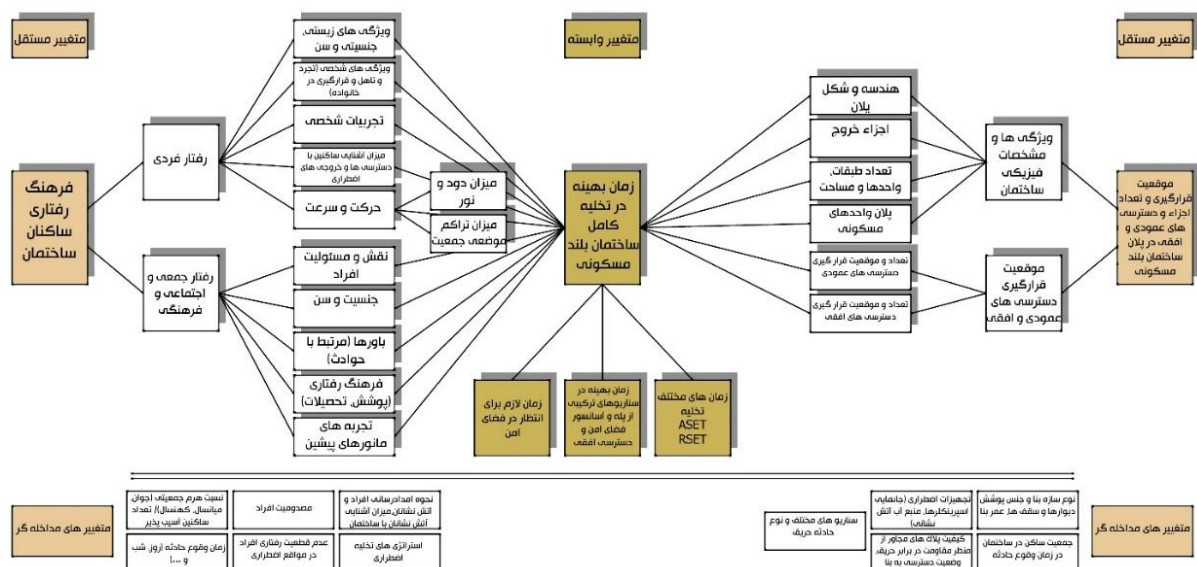 متغییر مستقل
متغییر وابسته
متغییر مستقل
موقعیت
قرارگیری و تعداد
اجزاء و دسترسی
های عمودی و
افقی در پلان
ساختمان بلند
مسکونی
ویژگی ها و
مشخصات
فیزیکی
ساختمان
موقعیت
قرارگیری
دسترسی های
عمودی و افقی
هندسه و شکل
پلان
اجزاء خروج
تعداد طبقات،
واحدها و مساحت
پلان واحدهای
مسکونی
تعداد و موقعیت قرار گیری
دسترسی های عمودی
تعداد و موقعیت قرار گیری
دسترسی های افقی
زمان بهینه
در تخلیه
کامل
ساختمان بلند
مسکونی
زمان های مختلف
تخلیه
ASET
RSET
زمان بهینه در
سناریوهای ترکیبی
از پله و آسانسور
فضای امن و
دسترسی افقی
زمان لازم برای
انتظار در فضای
امن
ویژگی های زیستی،
جنسیتی و سن
ویژگی های شخصی (تجرد
و تاهل و قرارگیری در
خانواده)
تجربیات شخصی
میزان آشنایی ساکنین با
دسترسی ها و خروجی های
اضطراری
حرکت و سرعت
میزان دود و
نور
میزان تراکم
موضعی جمعیت
نقش و مسئولیت
افراد
جنسیت و سن
باورها (مرتبط با
حوادث)
فرهنگ رفتاری
(پوشش، تحصیلات)
تجربه های
مانورهای پیشین
رفتار فردی
رفتار جمعی و
اجتماعی و
فرهنگی
فرهنگ
رفتاری
ساکنان
ساختمان
متغییر های مداخله گر
نوع سازه بنا و جنس پوشش
دیوارها و سقف ها، عمر بنا
تجهیزات اضطراری (جانمایی
اسپرینکلرها، منبع آب آتش
نشانی)
جمعیت ساکن در ساختمان
در زمان وقوع حادثه
کیفیت پلاک های مجاور از
منظر مقاومت در برابر حریق،
وضعیت دسترسی به بنا
سناریو های مختلف و نوع
حادثه حریق
نحوه امدادرسانی افراد و
آتش نشانان،میزان آشنایی
آتش نشانان با ساختمان
مصدومیت افراد
نسبت هرم جمعیتی (جوان،
میانسال، کهنسال)/ تعداد
ساکنین آسیب پذیر
استراتژی های تخلیه
اضطراری
عدم قطعیت رفتاری افراد
در مواقع اضطراری
زمان وقوع حادثه (روز، شب
و ...)
متغییر های مداخله گر